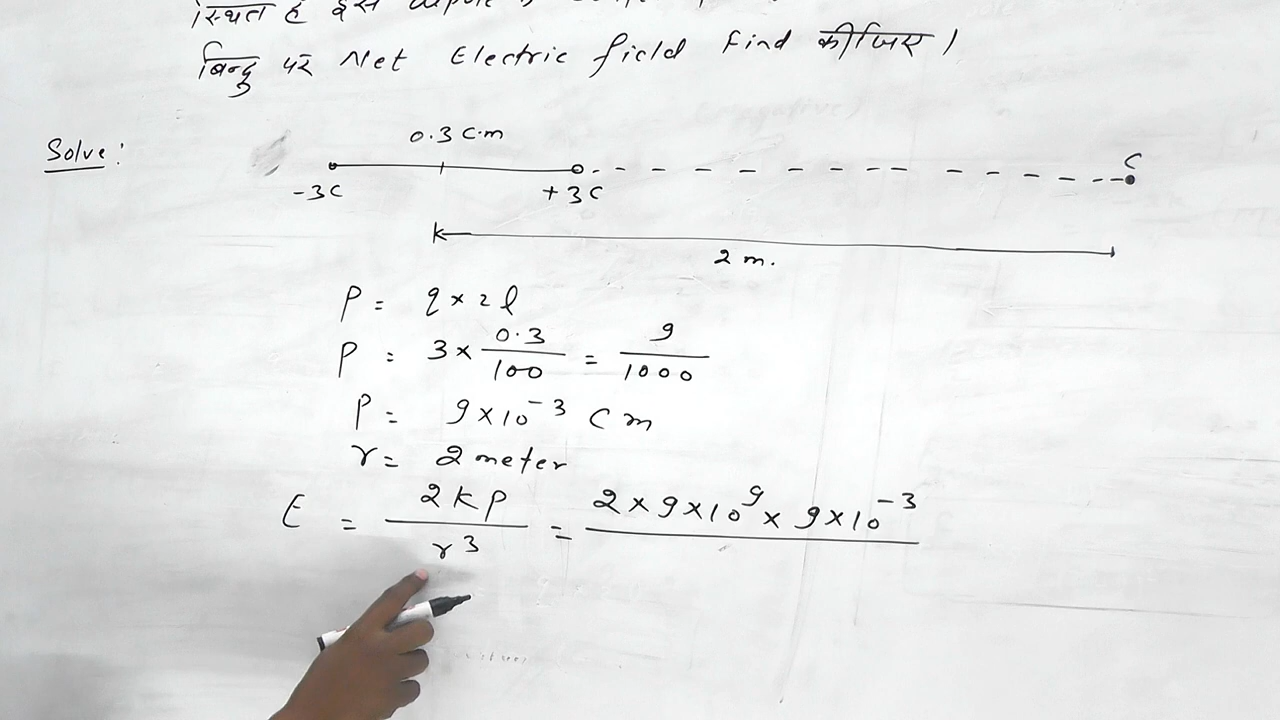 स्थित है इस
बिन्दु पर Net Electric field Find कीजिए।
Solve:
0.3 C.m
C
-3C
+3C
2 m.
P = q × 2l
P = 3 × 0.3/100 = 9/1000
P = 9×10⁻³ C m
r = 2 meter
E = 2kp/r³ = 2×9×10⁹×9×10⁻³